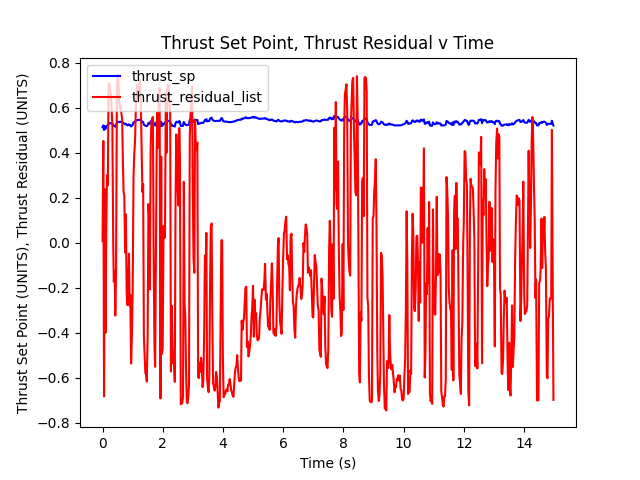 Thrust Set Point, Thrust Residual v Time
thrust_sp
thrust_residual_list
Thrust Set Point (UNITS), Thrust Residual (UNITS)
0.8
0.6
0.4
0.2
0.0
−0.2
−0.4
−0.6
−0.8
0 2 4 6 8 10 12 14
Time (s)